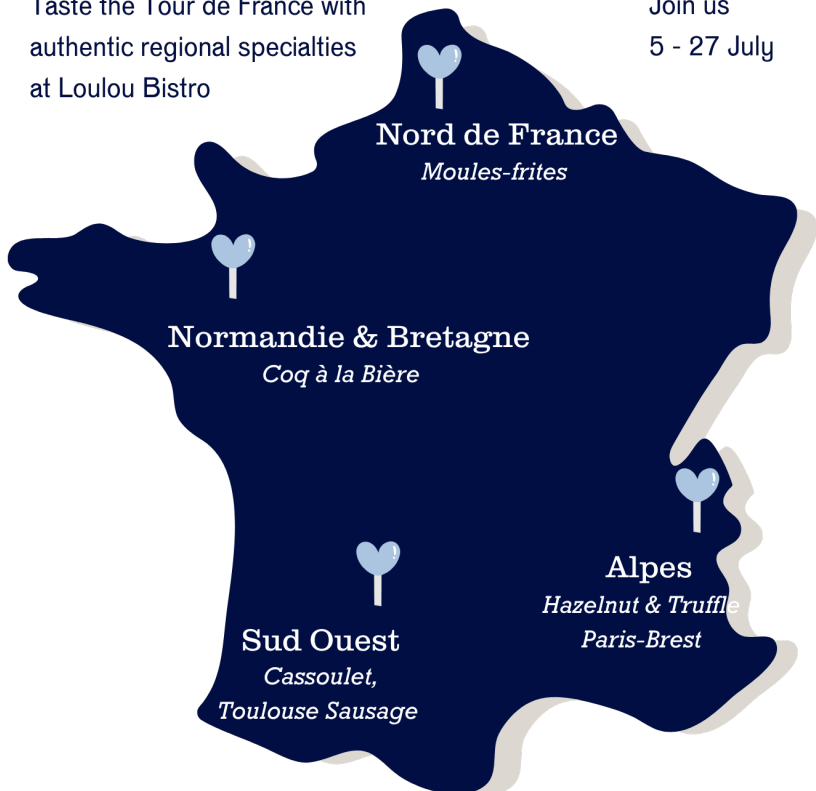 Taste the Tour de France with
authentic regional specialties
at Loulou Bistro
Join us
5 - 27 July
Nord de France
Moules-frites
Normandie & Bretagne
Coq à la Bière
Alpes
Hazelnut & Truffle
Paris-Brest
Sud Ouest
Cassoulet,
Toulouse Sausage